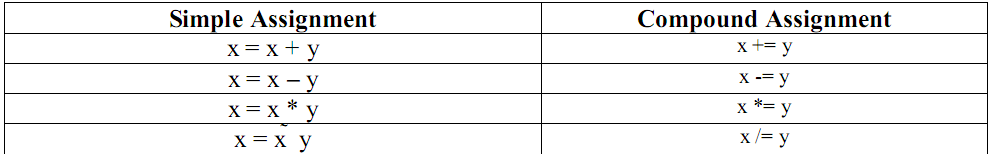 Simple Assignment Compound Assignment
x = x + y x += y
x = x – y x -= y
x = x * y x *= y
x = x̃ y x /= y